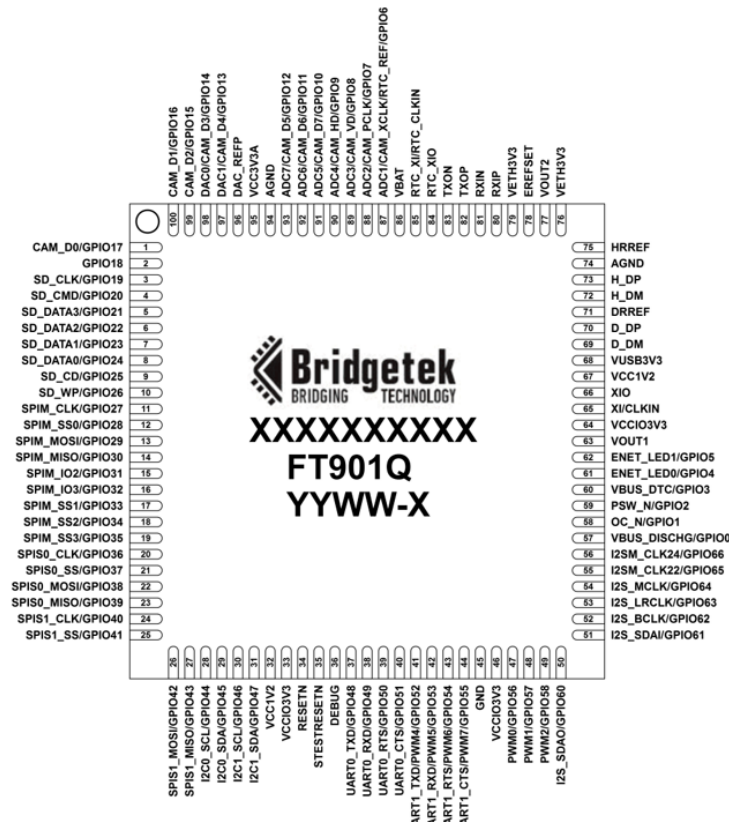 CAM_D1/GPIO16
CAM_D2/GPIO15
DAC0/CAM_D3/GPIO14
DAC1/CAM_D4/GPIO13
DAC_REFP
VCC3V3A
AGND
ADC7/CAM_D5/GPIO12
ADC6/CAM_D6/GPIO11
ADC5/CAM_D7/GPIO10
ADC4/CAM_HD/GPIO9
ADC3/CAM_VD/GPIO8
ADC2/CAM_PCLK/GPIO7
ADC1/CAM_XCLK/RTC_REF/GPIO6
VBAT
RTC_XI/RTC_CLKIN
RTC_XIO
TXON
TXOP
RXIN
RXIP
VETH3V3
EREFSET
VOUT2
VETH3V3
100 99 98 97 96 95 94 93 92 91 90 89 88 87 86 85 84 83 82 81 80 79 78 77 76
CAM_D0/GPIO17 1
GPIO18 2
SD_CLK/GPIO19 3
SD_CMD/GPIO20 4
SD_DATA3/GPIO21 5
SD_DATA2/GPIO22 6
SD_DATA1/GPIO23 7
SD_DATA0/GPIO24 8
SD_CD/GPIO25 9
SD_WP/GPIO26 10
SPIM_CLK/GPIO27 11
SPIM_SS0/GPIO28 12
SPIM_MOSI/GPIO29 13
SPIM_MISO/GPIO30 14
SPIM_IO2/GPIO31 15
SPIM_IO3/GPIO32 16
SPIM_SS1/GPIO33 17
SPIM_SS2/GPIO34 18
SPIM_SS3/GPIO35 19
SPIS0_CLK/GPIO36 20
SPIS0_SS/GPIO37 21
SPIS0_MOSI/GPIO38 22
SPIS0_MISO/GPIO39 23
SPIS1_CLK/GPIO40 24
SPIS1_SS/GPIO41 25
Bridgetek
BRIDGING TECHNOLOGY
XXXXXXXXXX
FT901Q
YYWW-X
75 HRREF
74 AGND
73 H_DP
72 H_DM
71 DRREF
70 D_DP
69 D_DM
68 VUSB3V3
67 VCC1V2
66 XIO
65 XI/CLKIN
64 VCCIO3V3
63 VOUT1
62 ENET_LED1/GPIO5
61 ENET_LED0/GPIO4
60 VBUS_DTC/GPIO3
59 PSW_N/GPIO2
58 OC_N/GPIO1
57 VBUS_DISCHG/GPIO0
56 I2SM_CLK24/GPIO66
55 I2SM_CLK22/GPIO65
54 I2S_MCLK/GPIO64
53 I2S_LRCLK/GPIO63
52 I2S_BCLK/GPIO62
51 I2S_SDAI/GPIO61
26 27 28 29 30 31 32 33 34 35 36 37 38 39 40 41 42 43 44 45 46 47 48 49 50
SPIS1_MOSI/GPIO42
SPIS1_MISO/GPIO43
I2C0_SCL/GPIO44
I2C0_SDA/GPIO45
I2C1_SCL/GPIO46
I2C1_SDA/GPIO47
VCC1V2
VCCIO3V3
RESETN
STESTRESETN
DEBUG
UART0_TXD/GPIO48
UART0_RXD/GPIO49
UART0_RTS/GPIO50
UART0_CTS/GPIO51
ART1_TXD/PWM4/GPIO52
ART1_RXD/PWM5/GPIO53
ART1_RTS/PWM6/GPIO54
ART1_CTS/PWM7/GPIO55
GND
VCCIO3V3
PWM0/GPIO56
PWM1/GPIO57
PWM2/GPIO58
I2S_SDAO/GPIO60